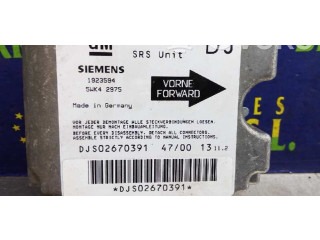 GM SRS Unit DJ
SIEMENS
1923594
5WK4 2975
VORNE
FORWARD
Made in Germany
VOR JEDER DEMONTAGE ALLE STECKVERBINDUNGEN LOESEN.
MONTAGE NUR NACH EINBAUANLEITUNG.
BEFORE EVERY DISASSEMBLY, DETACH ALL CONNECTORS.
ASSEMBLE STRICTLY ACCORDING TO MANUAL INSTRUCTIONS.
DJS02670391 47/00 13 11.2
*DJS02670391*